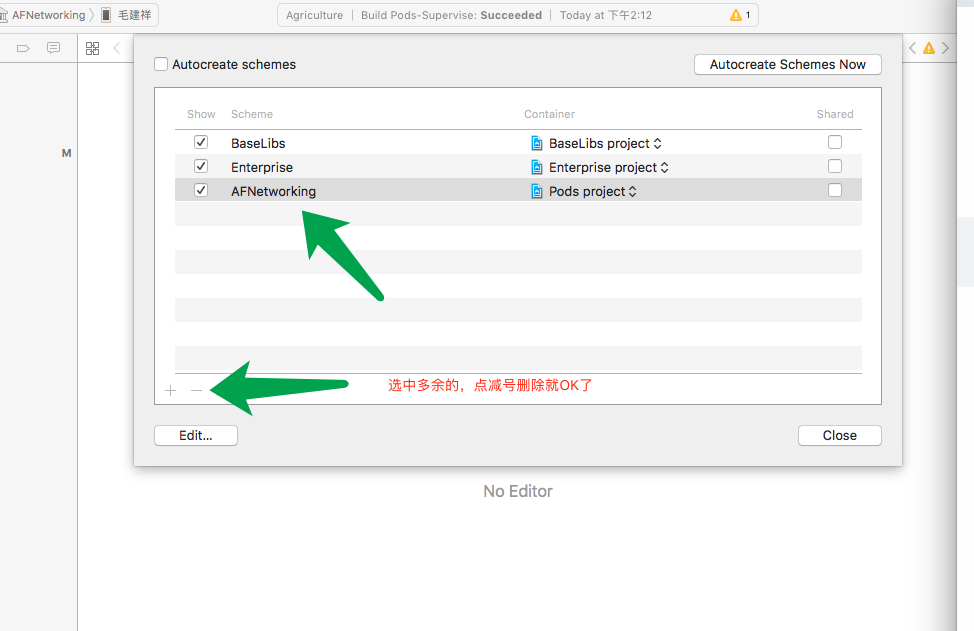 AFNetworking 〉 毛建祥
Agriculture | Build Pods-Supervise: Succeeded | Today at 下午2:12
1
Autocreate schemes
Autocreate Schemes Now
Show Scheme Container Shared
BaseLibs BaseLibs project
M
Enterprise Enterprise project
AFNetworking Pods project
选中多余的，点减号删除就OK了
Edit...
Close
No Editor